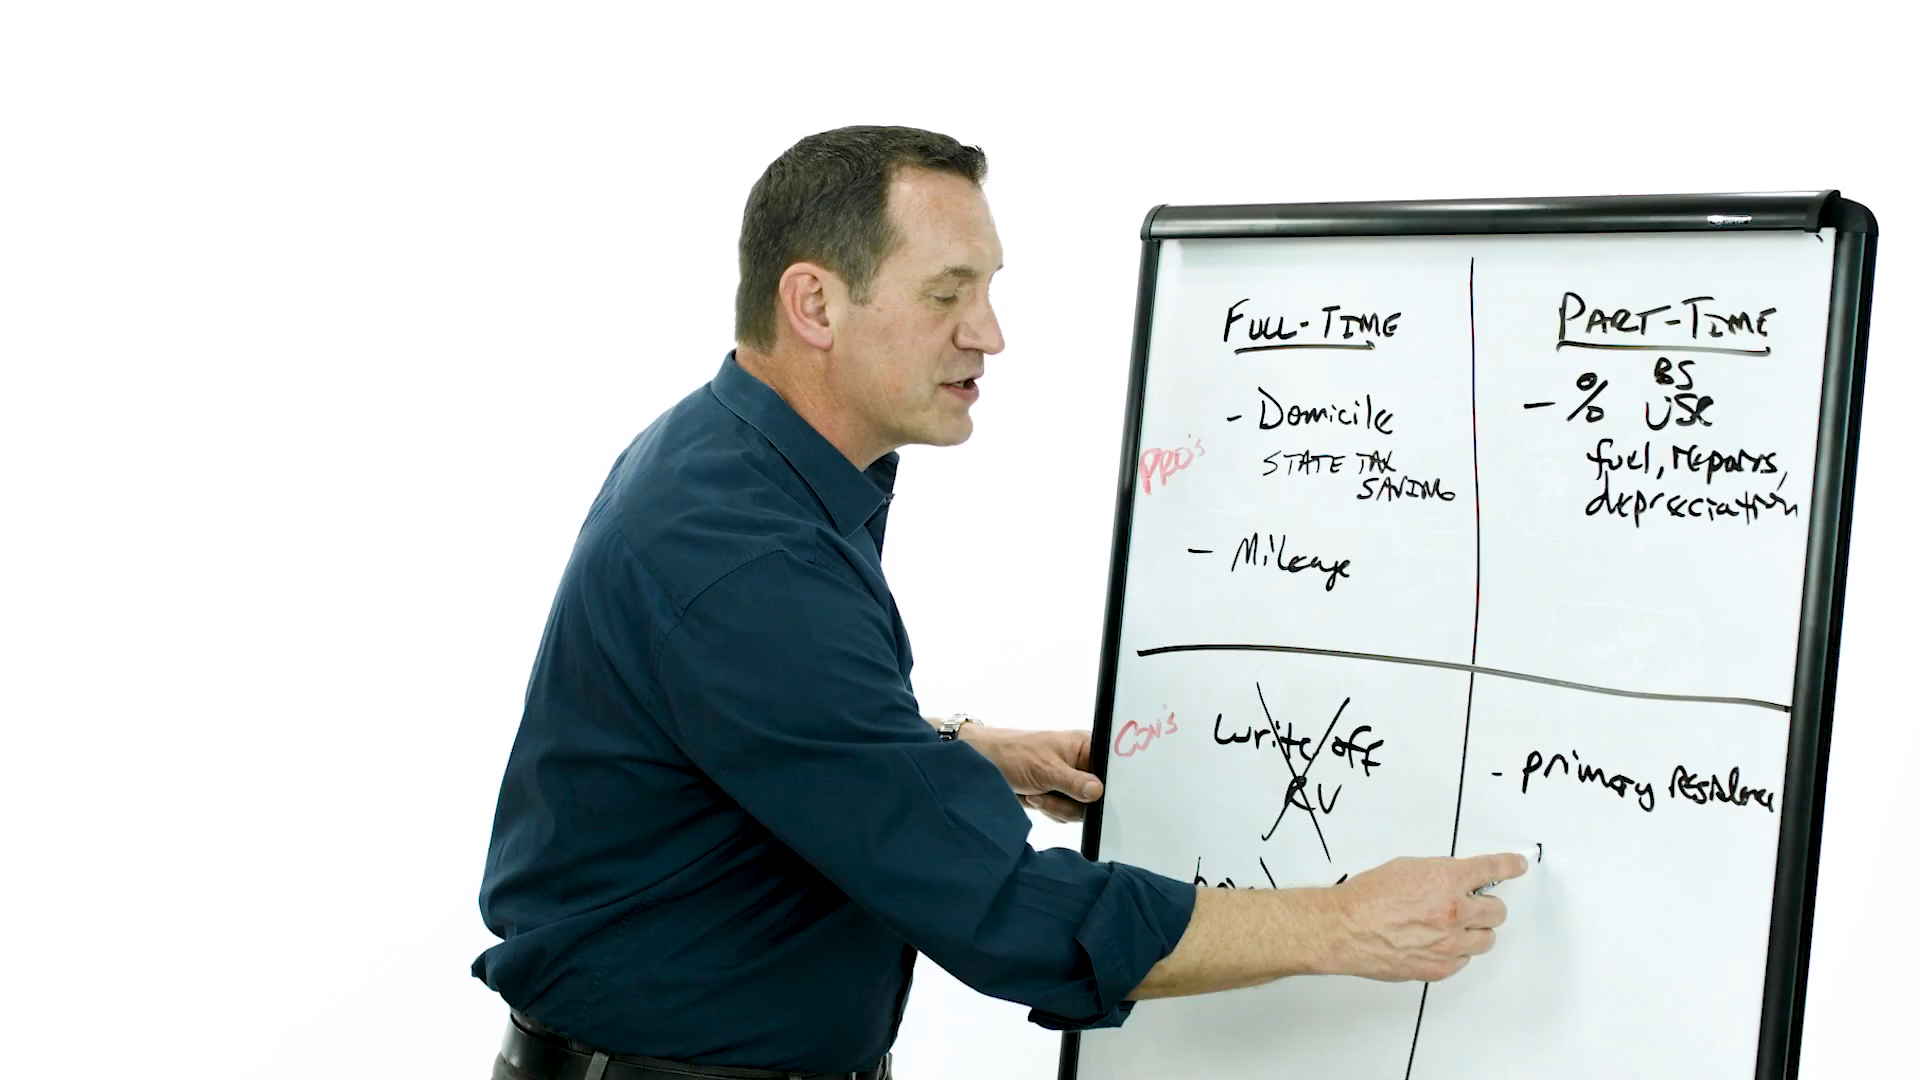 FULL-TIME
- Domicile
STATE TAX
SAVING
- Mileage
PRO's
PART-TIME
BS
- % USE
fuel, repairs,
depreciation
CON's
write/off
RV
- primary residence